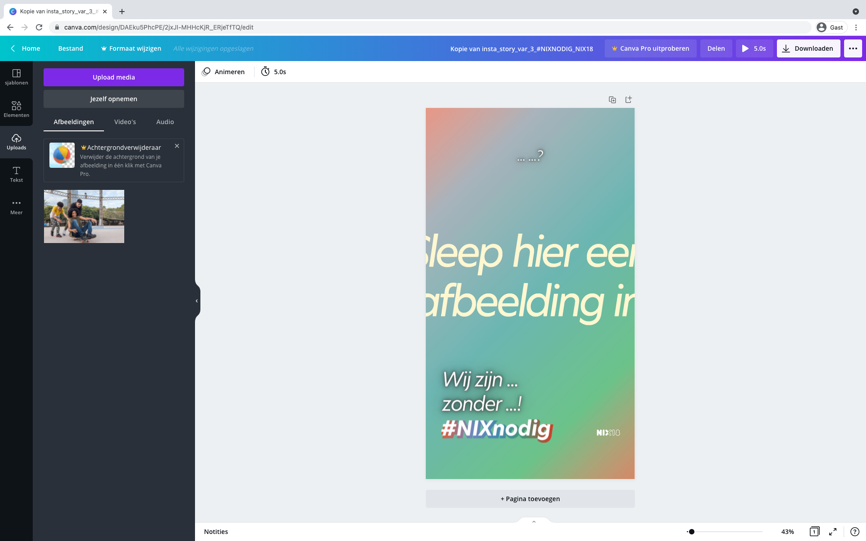 Kopie van insta_story_var_3_
canva.com/design/DAEku5PhcPE/2jxJi-MHHcKjR_ERjeTfTQ/edit
Gast
Home
Bestand
Formaat wijzigen
Alle wijzigingen opgeslagen
Kopie van insta_story_var_3_#NIXNODIG_NIX18
Canva Pro uitproberen
Delen
5.0s
Downloaden
sjablonen
Elementen
Uploads
Tekst
Meer
Upload media
Jezelf opnemen
Afbeeldingen
Video's
Audio
Achtergrondverwijderaar
Verwijder de achtergrond van je
afbeelding in één klik met Canva
Pro.
Animeren
5.0s
... ...?
Sleep hier een
afbeelding in
Wij zijn ...
zonder ...!
#NIXnodig
+ Pagina toevoegen
Notities
43%
1